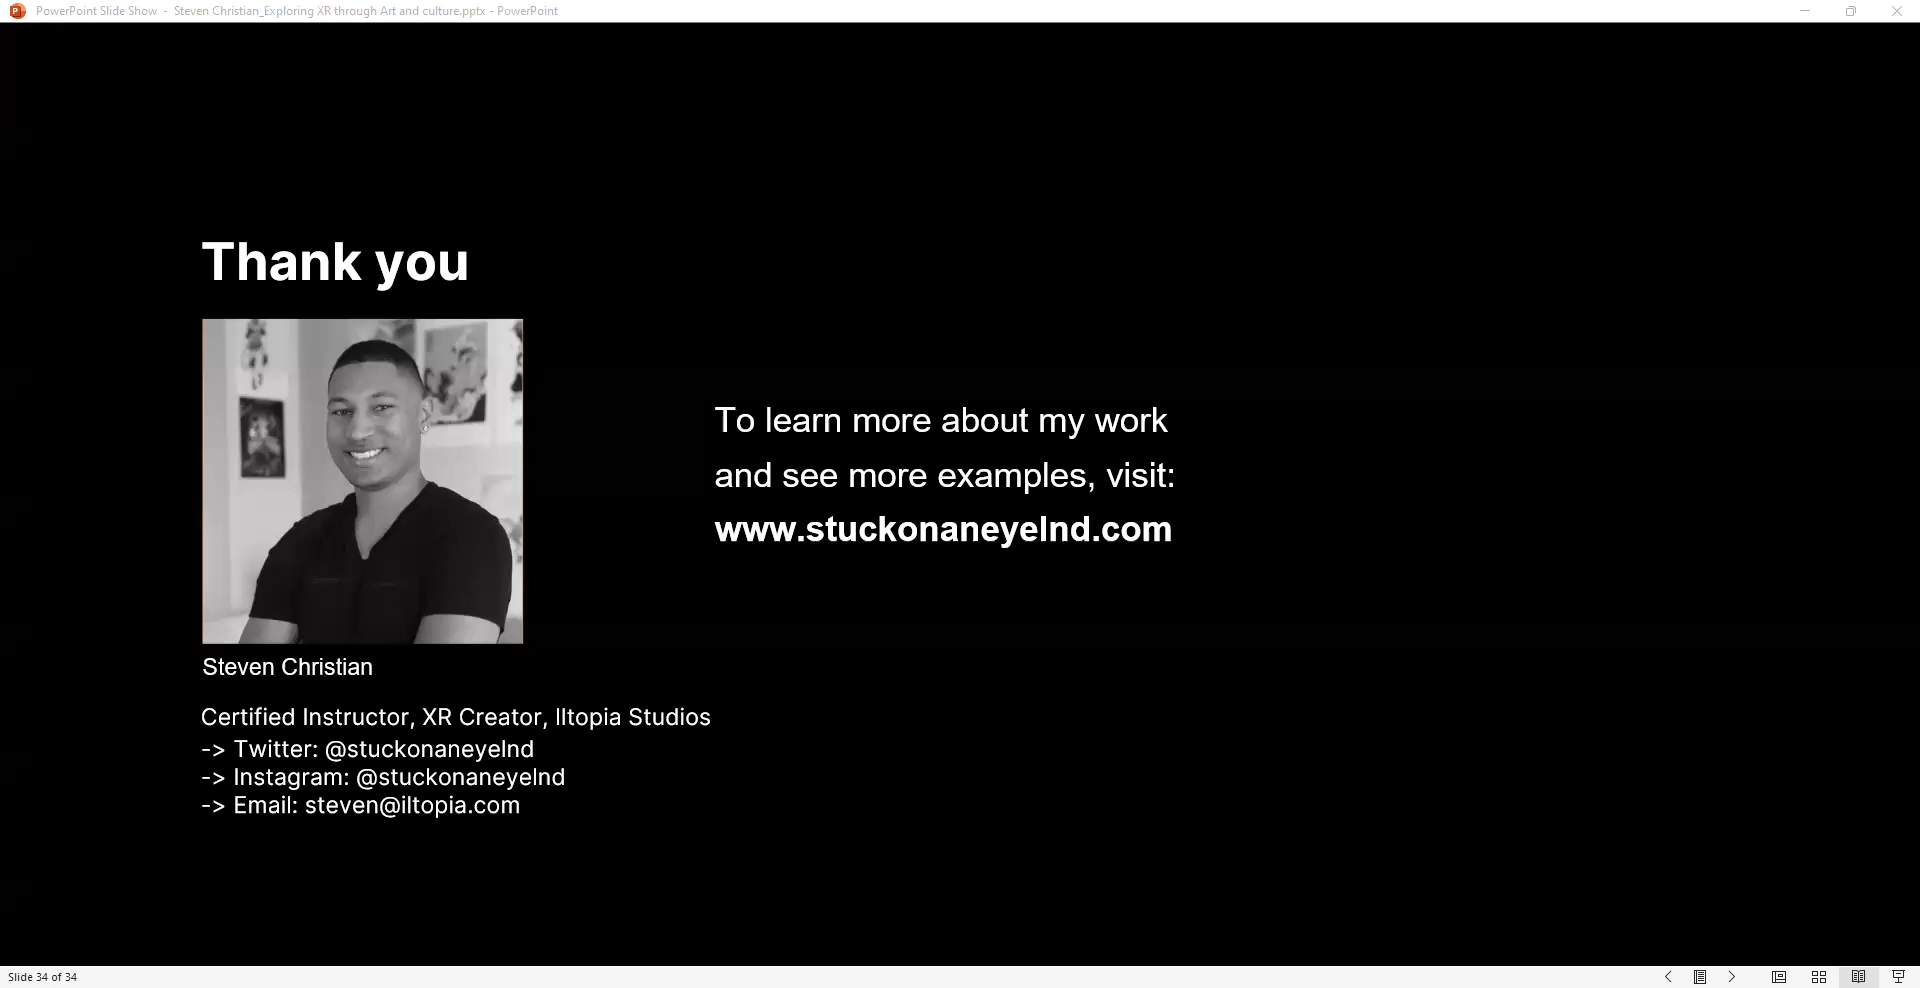 PowerPoint Slide Show - Steven Christian_Exploring XR through Art and culture.pptx - PowerPoint
Thank you
To learn more about my work
and see more examples, visit:
www.stuckonaneyelnd.com
Steven Christian
Certified Instructor, XR Creator, Iltopia Studios
-> Twitter: @stuckonaneyelnd
-> Instagram: @stuckonaneyelnd
-> Email: steven@iltopia.com
Slide 34 of 34